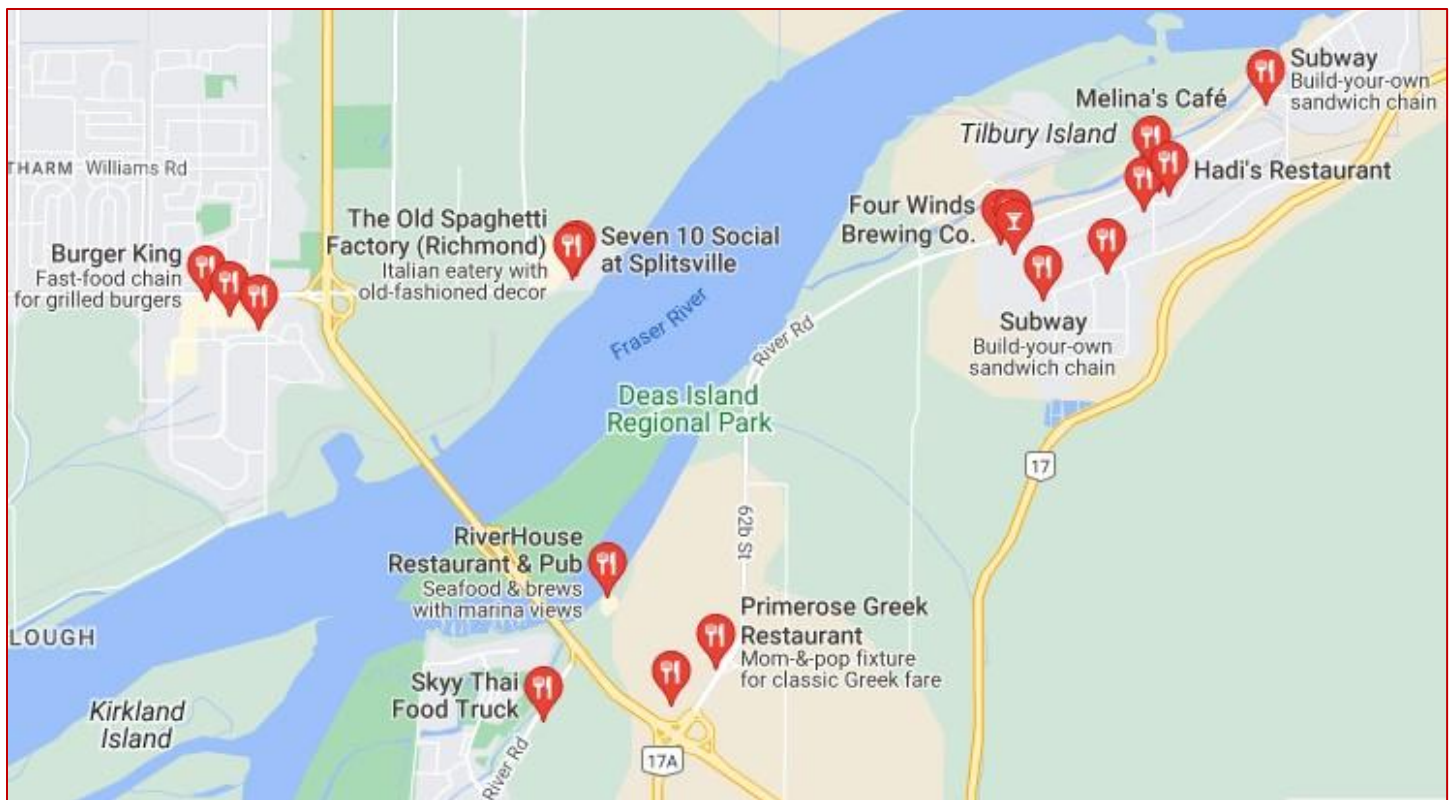 Subway
Build-your-own
sandwich chain
Melina's Café
Tilbury Island
THARM Williams Rd
Hadi's Restaurant
Four Winds
Brewing Co.
The Old Spaghetti
Factory (Richmond)
Italian eatery with
old-fashioned decor
Seven 10 Social
at Splitsville
Burger King
Fast-food chain
for grilled burgers
Fraser River
River Rd
Subway
Build-your-own
sandwich chain
Deas Island
Regional Park
17
62b St
RiverHouse
Restaurant & Pub
Seafood & brews
with marina views
Primerose Greek
Restaurant
Mom-&-pop fixture
for classic Greek fare
LOUGH
Skyy Thai
Food Truck
Kirkland
Island
River Rd
17A